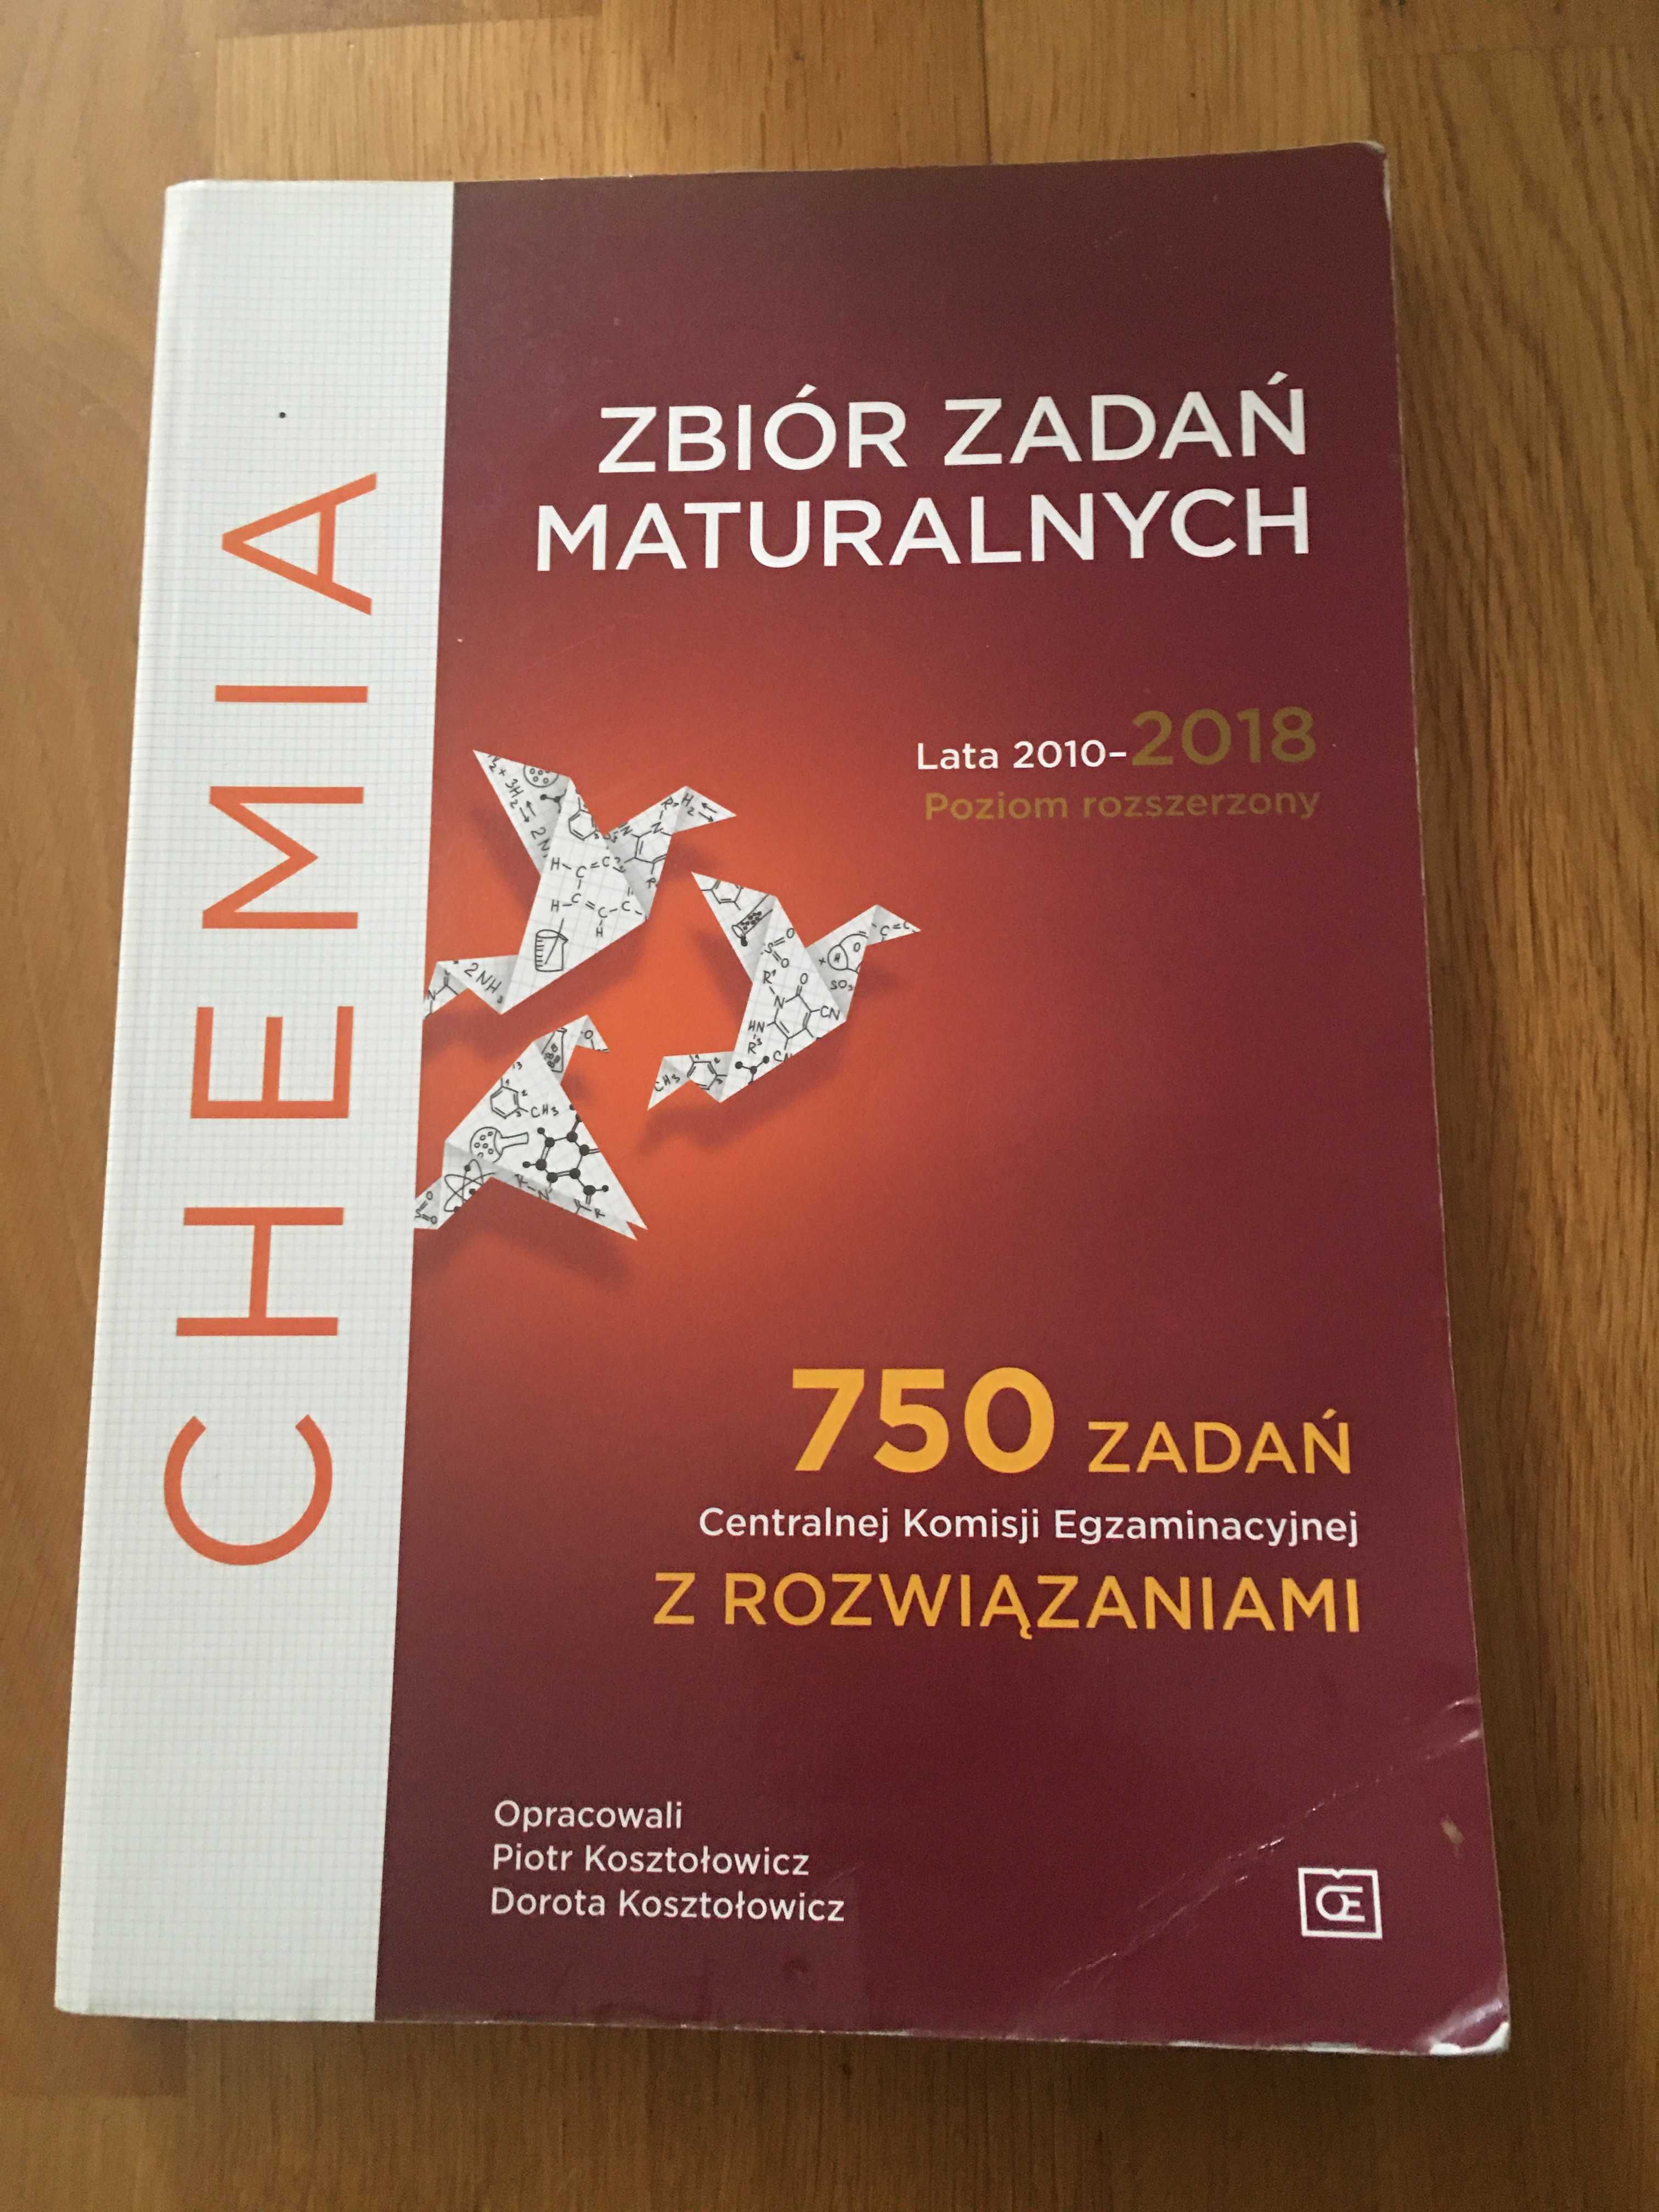 CHEMIA
ZBIÓR ZADAŃ
MATURALNYCH
Lata 2010–2018
Poziom rozszerzony
750 ZADAŃ
Centralnej Komisji Egzaminacyjnej
Z ROZWIĄZANIAMI
Opracowali
Piotr Kosztołowicz
Dorota Kosztołowicz
OE